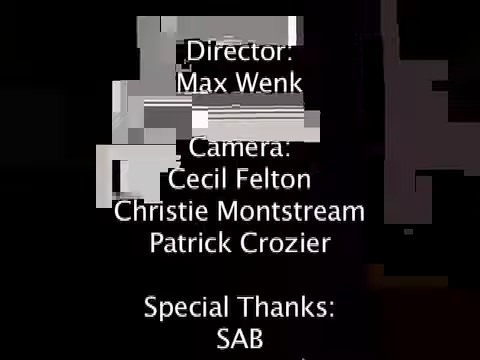 Director:
Max Wenk
Camera:
Cecil Felton
Christie Montstream
Patrick Crozier
Special Thanks:
SAB